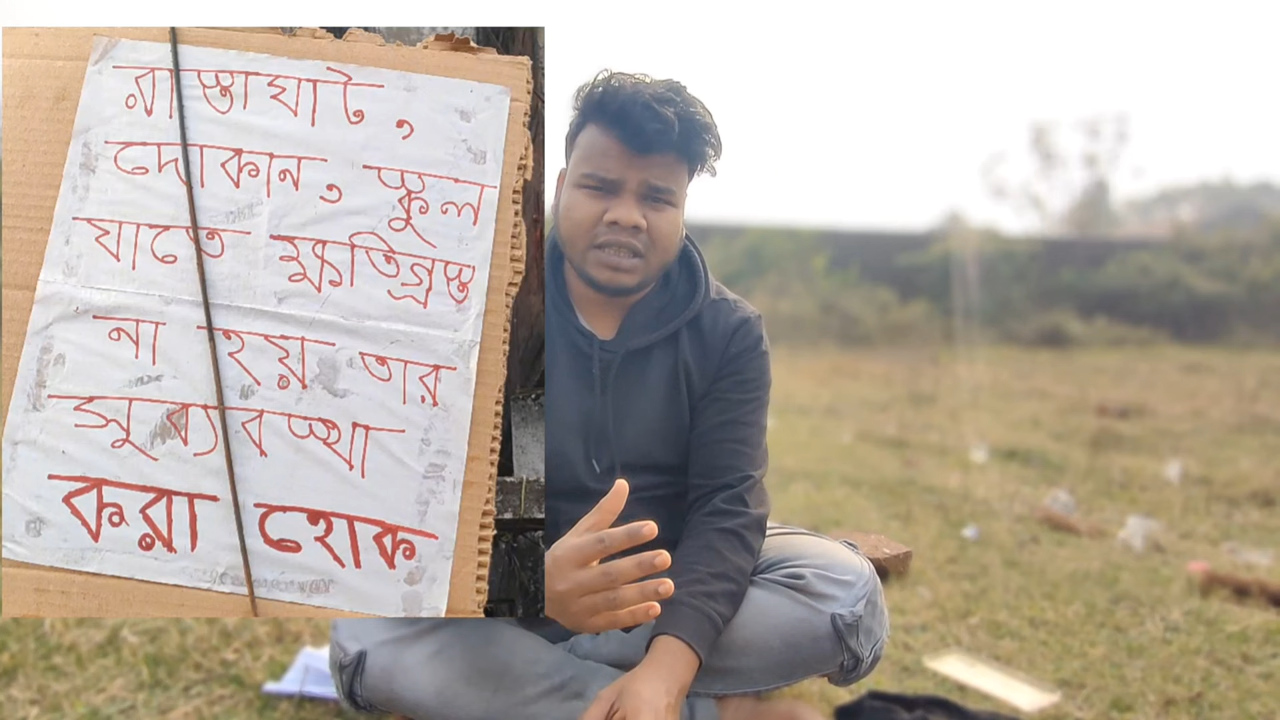 রাস্তাঘাট,
দোকান, স্কুল
যাতে ক্ষতিগ্রস্ত
না হয় তার
সুব্যবস্থা
করা হোক